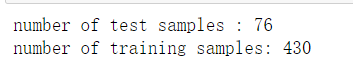 number of test samples : 76
number of training samples: 430